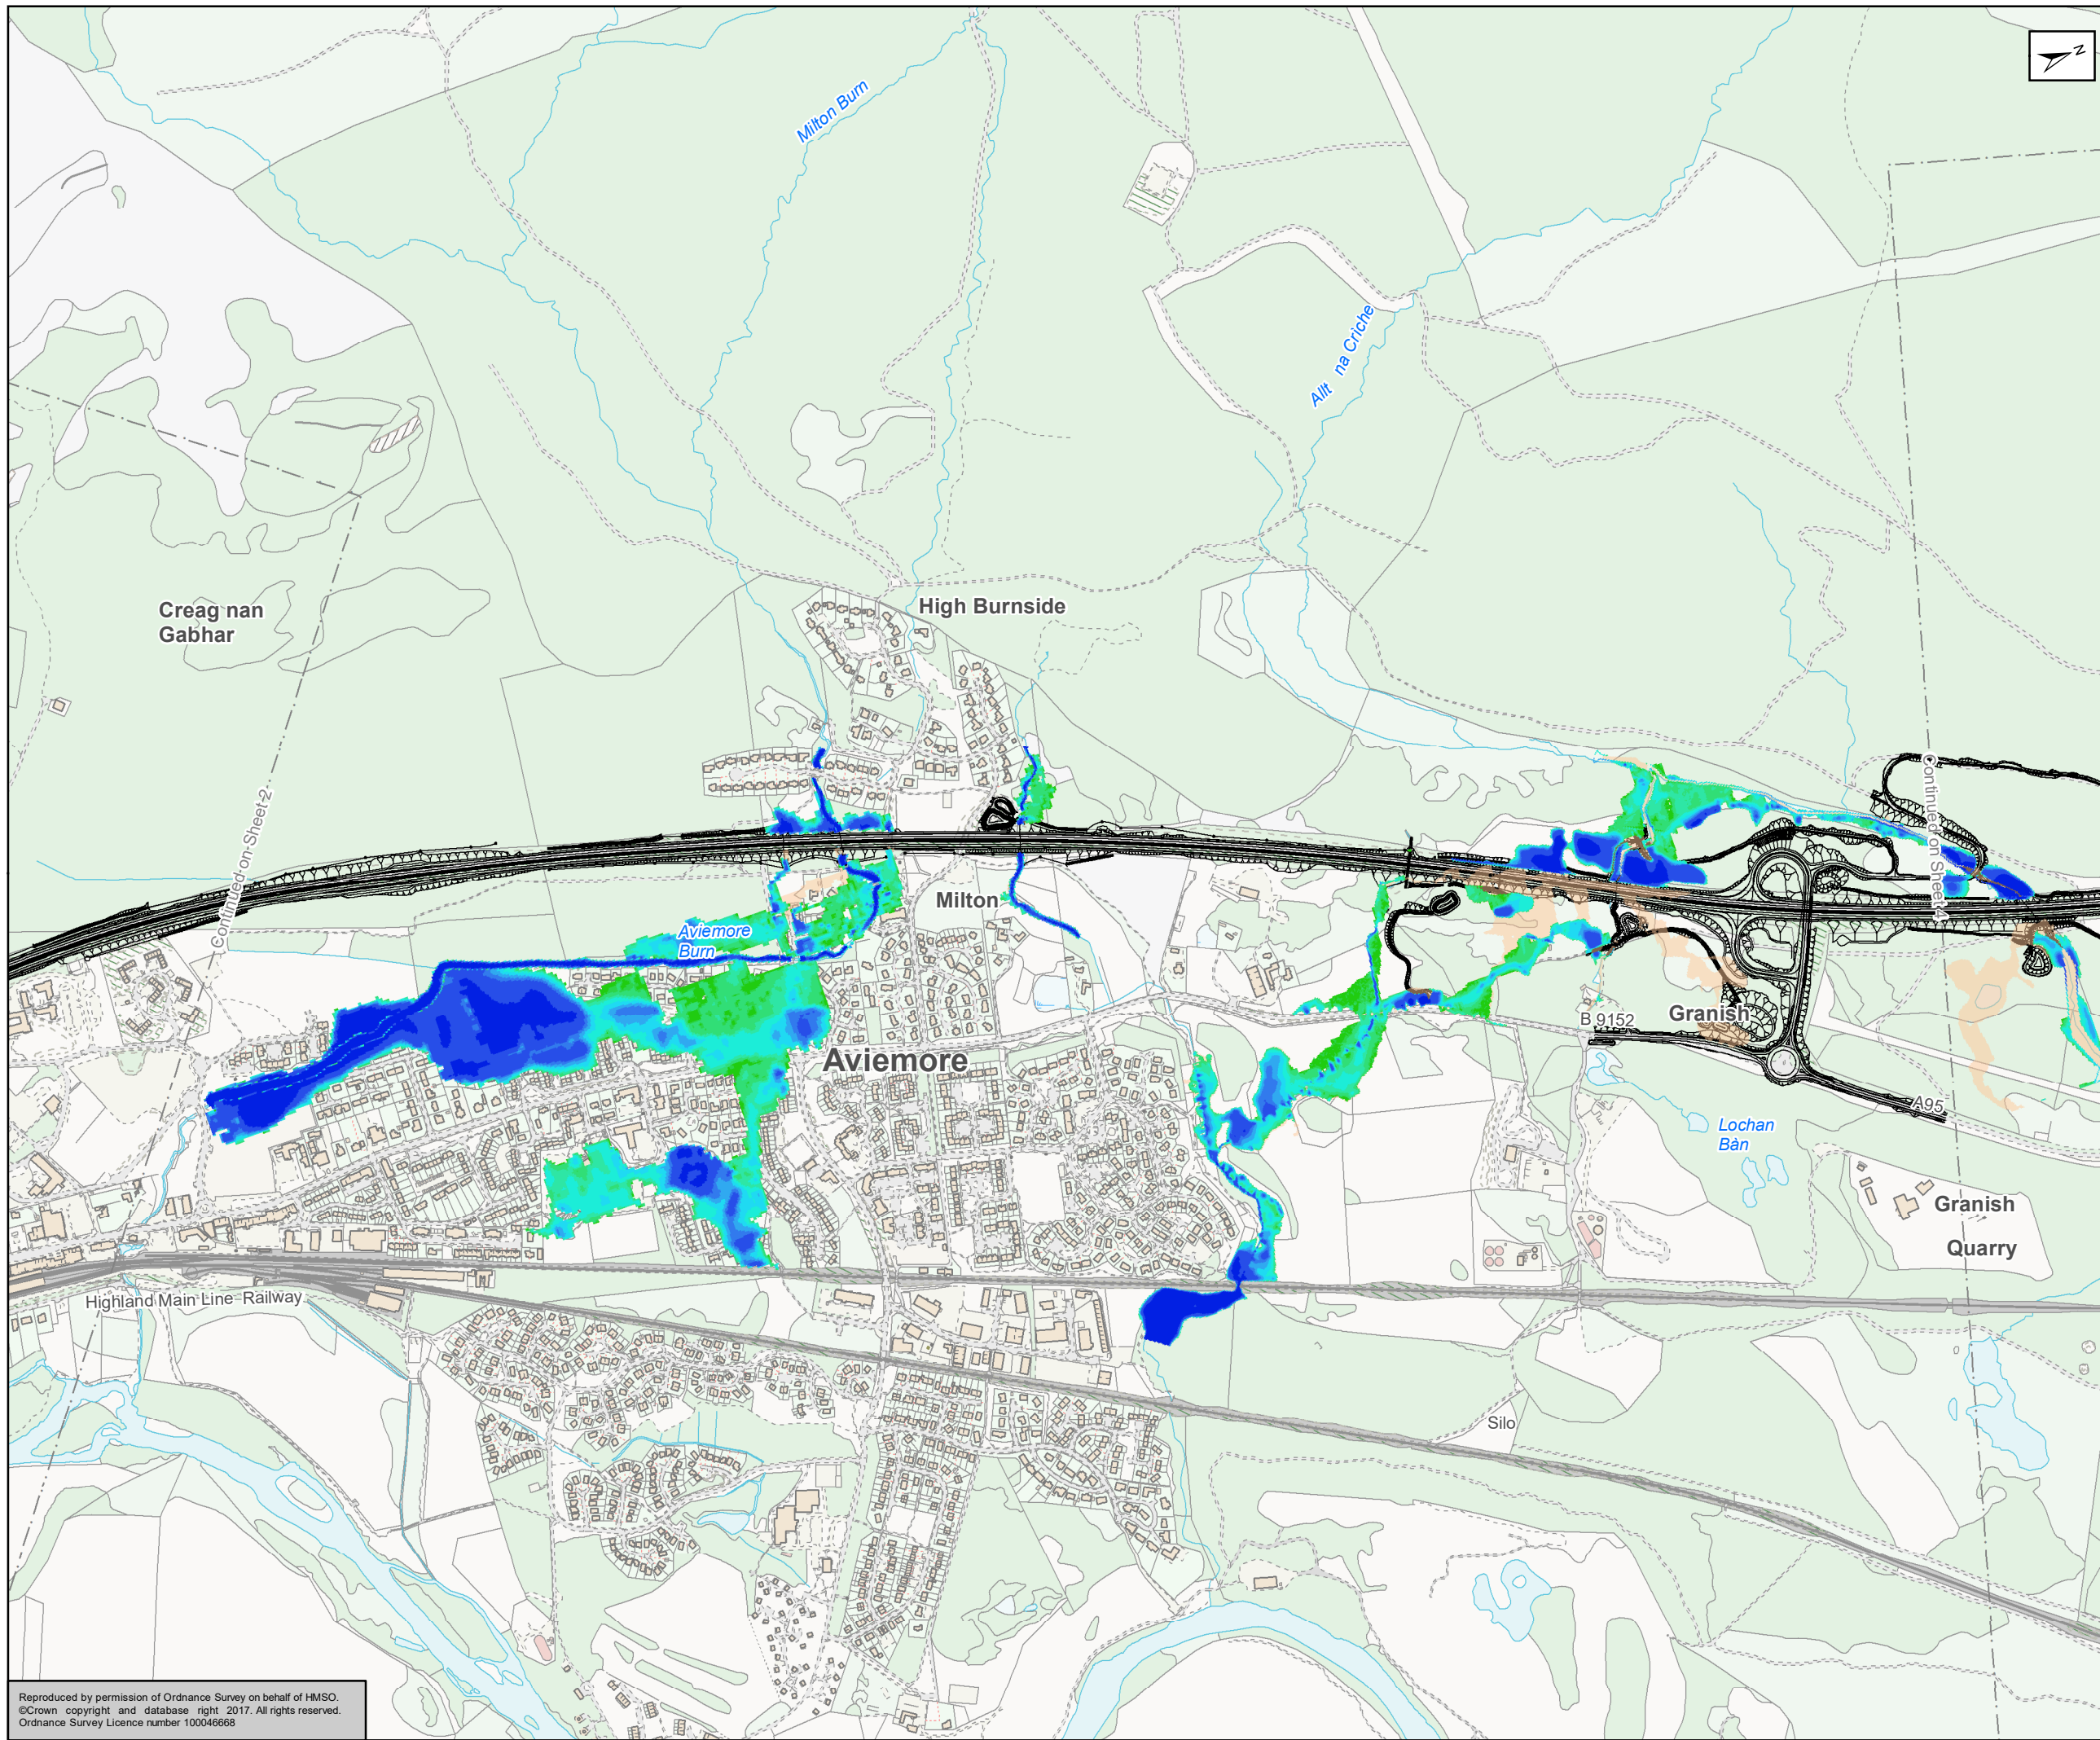 N
Milton Burn
Allt na Criche
Creag nan
Gabhar
High Burnside
Continued on Sheet 2
Continued on Sheet 4
Milton
Aviemore
Burn
B 9152
Granish
Aviemore
A95
Lochan
Bàn
Granish
Quarry
Highland Main Line Railway
Silo
Reproduced by permission of Ordnance Survey on behalf of HMSO.
©Crown copyright and database right 2017. All rights reserved.
Ordnance Survey Licence number 100046668